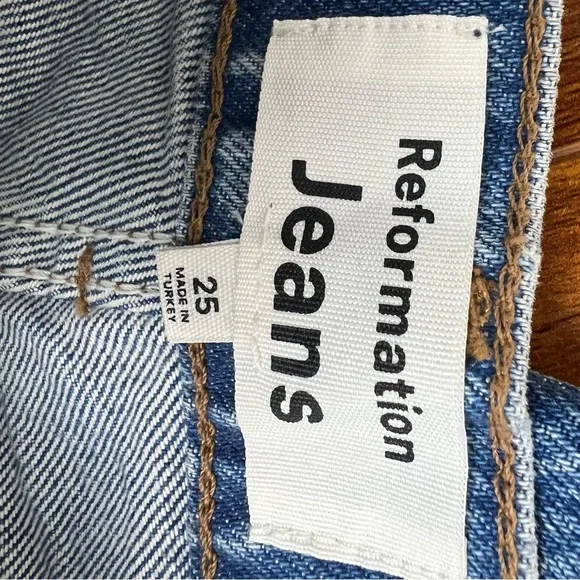 Reformation
Jeans
25
MADE IN
TURKEY